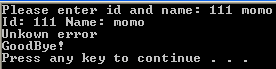 Please enter id and name: 111 momo
Id: 111 Name: momo
Unkown error
GoodBye!
Press any key to continue . . .